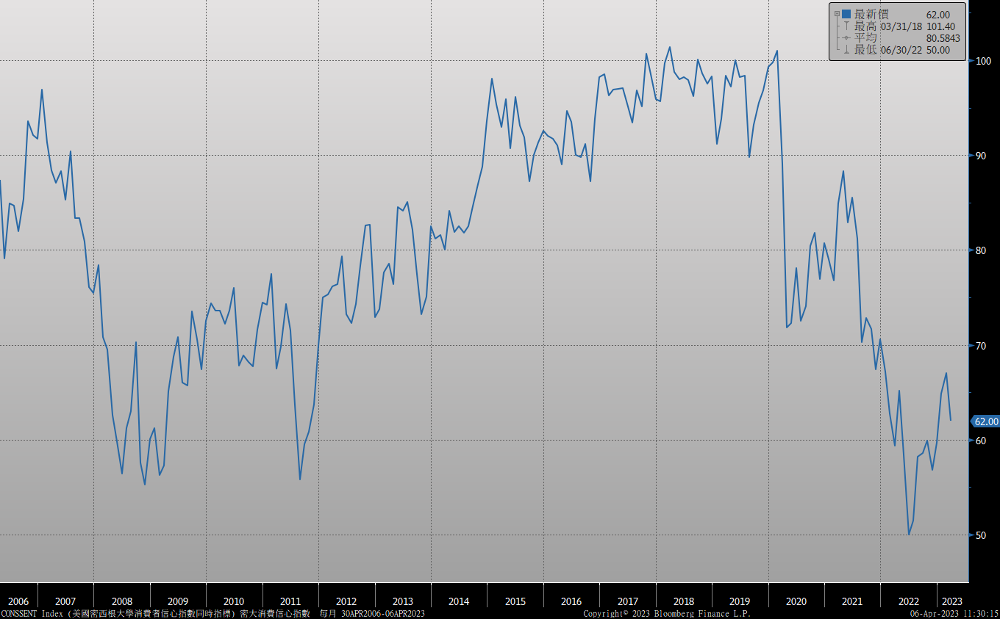 最新價 62.00
最高 03/31/18 101.40
平均 80.5843
最低 06/30/22 50.00
100
90
80
70
62.00
60
50
2006 2007 2008 2009 2010 2011 2012 2013 2014 2015 2016 2017 2018 2019 2020 2021 2022 2023
CONSSENT Index (美國密西根大學消費者信心指數同時指標) 密大消費信心指數 每月 30APR2006-06APR2023 Copyright© 2023 Bloomberg Finance L.P. 06-Apr-2023 11:30:15